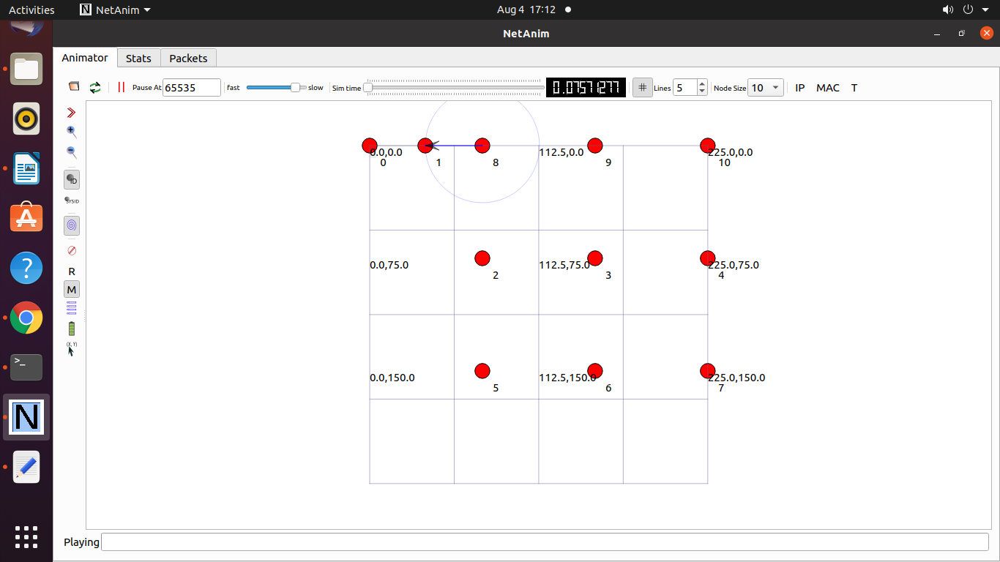 Activities NetAnim Aug 4 17:12
NetAnim
Animator Stats Packets
Pause At 65535 fast slow Sim time 0.07571277 # Lines 5 Node Size 10 IP MAC T
ID
SYSID
R
M
(X, Y)
>_
N
0.0,0.0 112.5,0.0 225.0,0.0
0 1 8 9 10
0.0,75.0 112.5,75.0 225.0,75.0
2 3 4
0.0,150.0 112.5,150.0 225.0,150.0
5 6 7
Playing